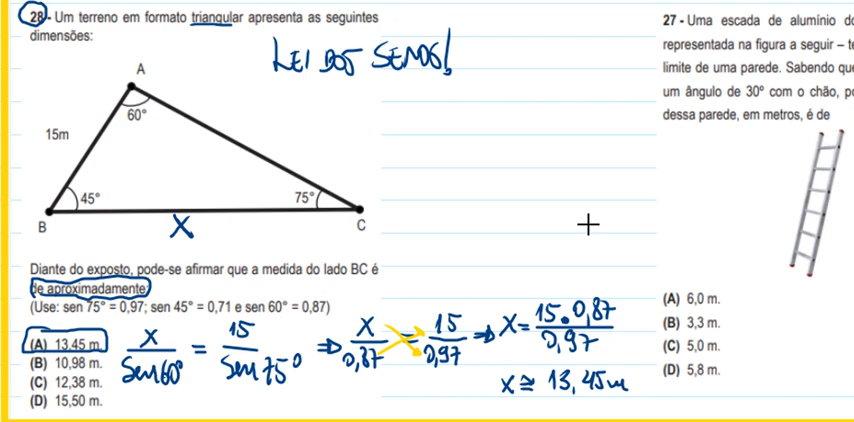 28 - Um terreno em formato triangular apresenta as seguintes
dimensões:
LEI DOS SENOS!
A
60°
15m
45°
75°
B
X
C
Diante do exposto, pode-se afirmar que a medida do lado BC é
de aproximadamente:
(Use: sen 75° = 0,97; sen 45° = 0,71 e sen 60° = 0,87)
(A) 13,45 m.
(B) 10,98 m.
(C) 12,38 m.
(D) 15,50 m.
x/Sen60° = 15/Sen75° ⇒ x/0,87 = 15/0,97 ⇒ x = 15.0,87/0,97
x ≅ 13,45m
27 - Uma escada de alumínio
representada na figura a seguir –
limite de uma parede. Sabendo
um ângulo de 30º com o chão,
dessa parede, em metros, é de
(A) 6,0 m.
(B) 3,3 m.
(C) 5,0 m.
(D) 5,8 m.